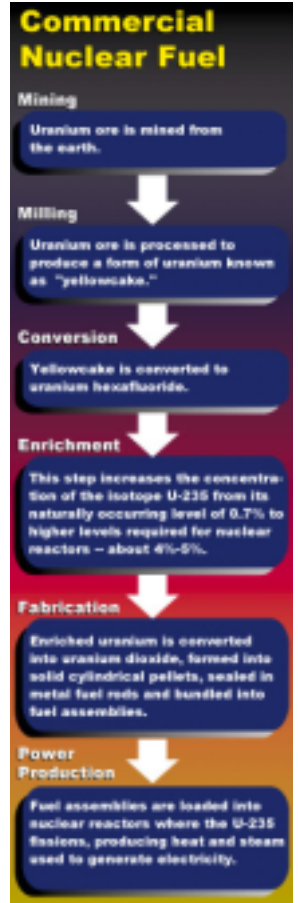 Commercial
Nuclear Fuel
Mining
Uranium ore is mined from
the earth.
Milling
Uranium ore is processed to
produce a form of uranium known
as "yellowcake."
Conversion
Yellowcake is converted to
uranium hexafluoride.
Enrichment
This step increases the concentra-
tion of the isotope U-235 from its
naturally occurring level of 0.7% to
higher levels required for nuclear
reactors – about 4%-5%.
Fabrication
Enriched uranium is converted
into uranium dioxide, formed into
solid cylindrical pellets, sealed in
metal fuel rods and bundled into
fuel assemblies.
Power
Production
Fuel assemblies are loaded into
nuclear reactors where the U-235
fissions, producing heat and steam
used to generate electricity.